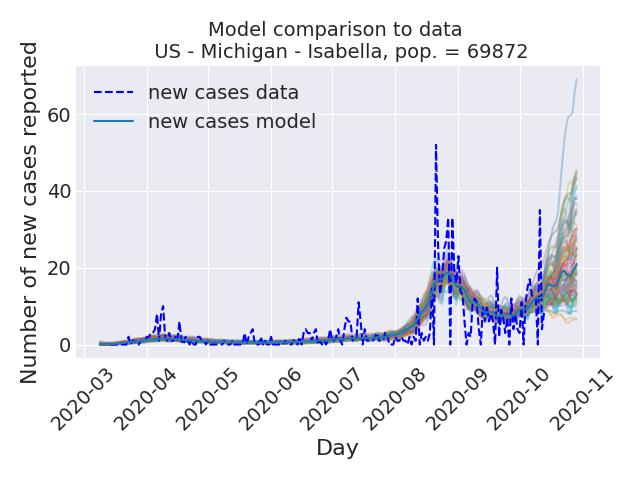 Model comparison to data
US - Michigan - Isabella, pop. = 69872
Number of new cases reported
60
40
20
0
new cases data
new cases model
2020-03
2020-04
2020-05
2020-06
2020-07
2020-08
2020-09
2020-10
2020-11
Day